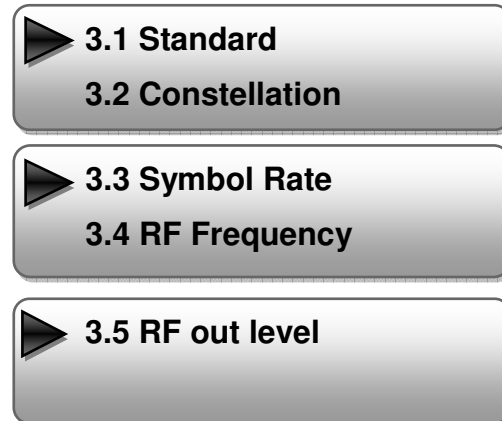 3.1 Standard
3.2 Constellation
3.3 Symbol Rate
3.4 RF Frequency
3.5 RF out level